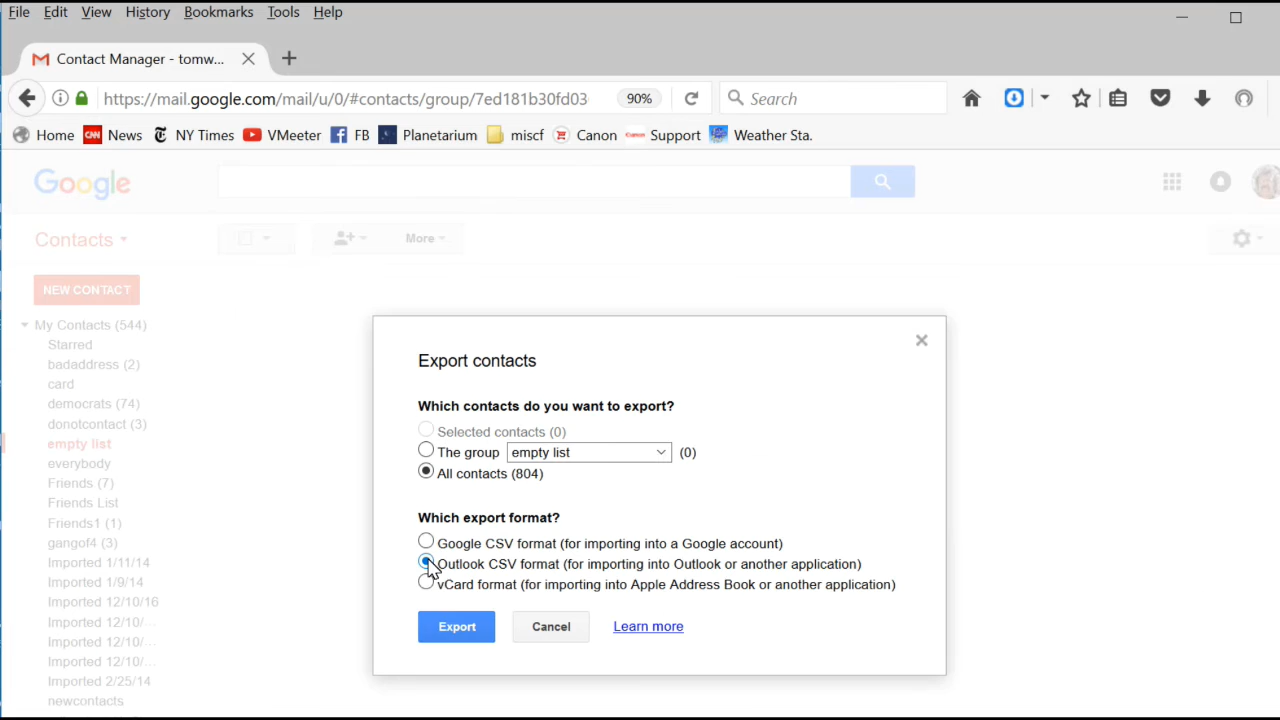 File Edit View History Bookmarks Tools Help
Contact Manager - tomw...
https://mail.google.com/mail/u/0/#contacts/group/7ed181b30fd03 90% Search
Home CNN News NY Times VMeeter FB Planetarium miscf Canon Canon Support Weather Sta.
Google
Contacts More
NEW CONTACT
My Contacts (544)
Starred
badaddress (2)
card
democrats (74)
donotcontact (3)
empty list
everybody
Friends (7)
Friends List
Friends1 (1)
gangof4 (3)
Imported 1/11/14
Imported 1/9/14
Imported 12/10/16
Imported 12/10/...
Imported 12/10/...
Imported 12/10/...
Imported 2/25/14
newcontacts
Export contacts
Which contacts do you want to export?
Selected contacts (0)
The group empty list (0)
All contacts (804)
Which export format?
Google CSV format (for importing into a Google account)
Outlook CSV format (for importing into Outlook or another application)
vCard format (for importing into Apple Address Book or another application)
Export Cancel Learn more